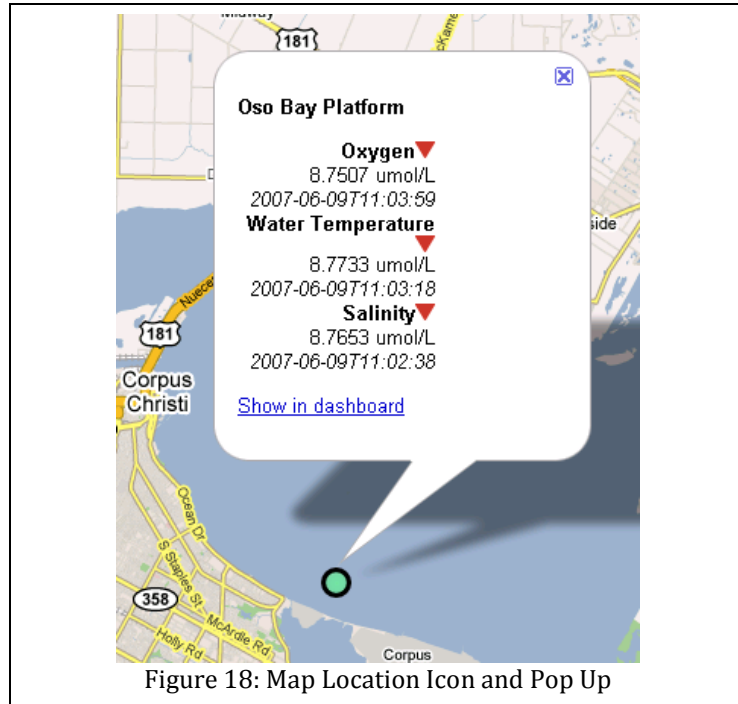 Midway
181
McKame
Oso Bay Platform
Oxygen
8.7507 umol/L
2007-06-09T11:03:59
Water Temperature
8.7733 umol/L
2007-06-09T11:03:18
Salinity
8.7653 umol/L
2007-06-09T11:02:38
Show in dashboard
side
Nuece
181
Corpus
Christi
Ocean Dr
S Staples St
358
McArdle Rd
Holly Rd
Corpus
Figure 18: Map Location Icon and Pop Up